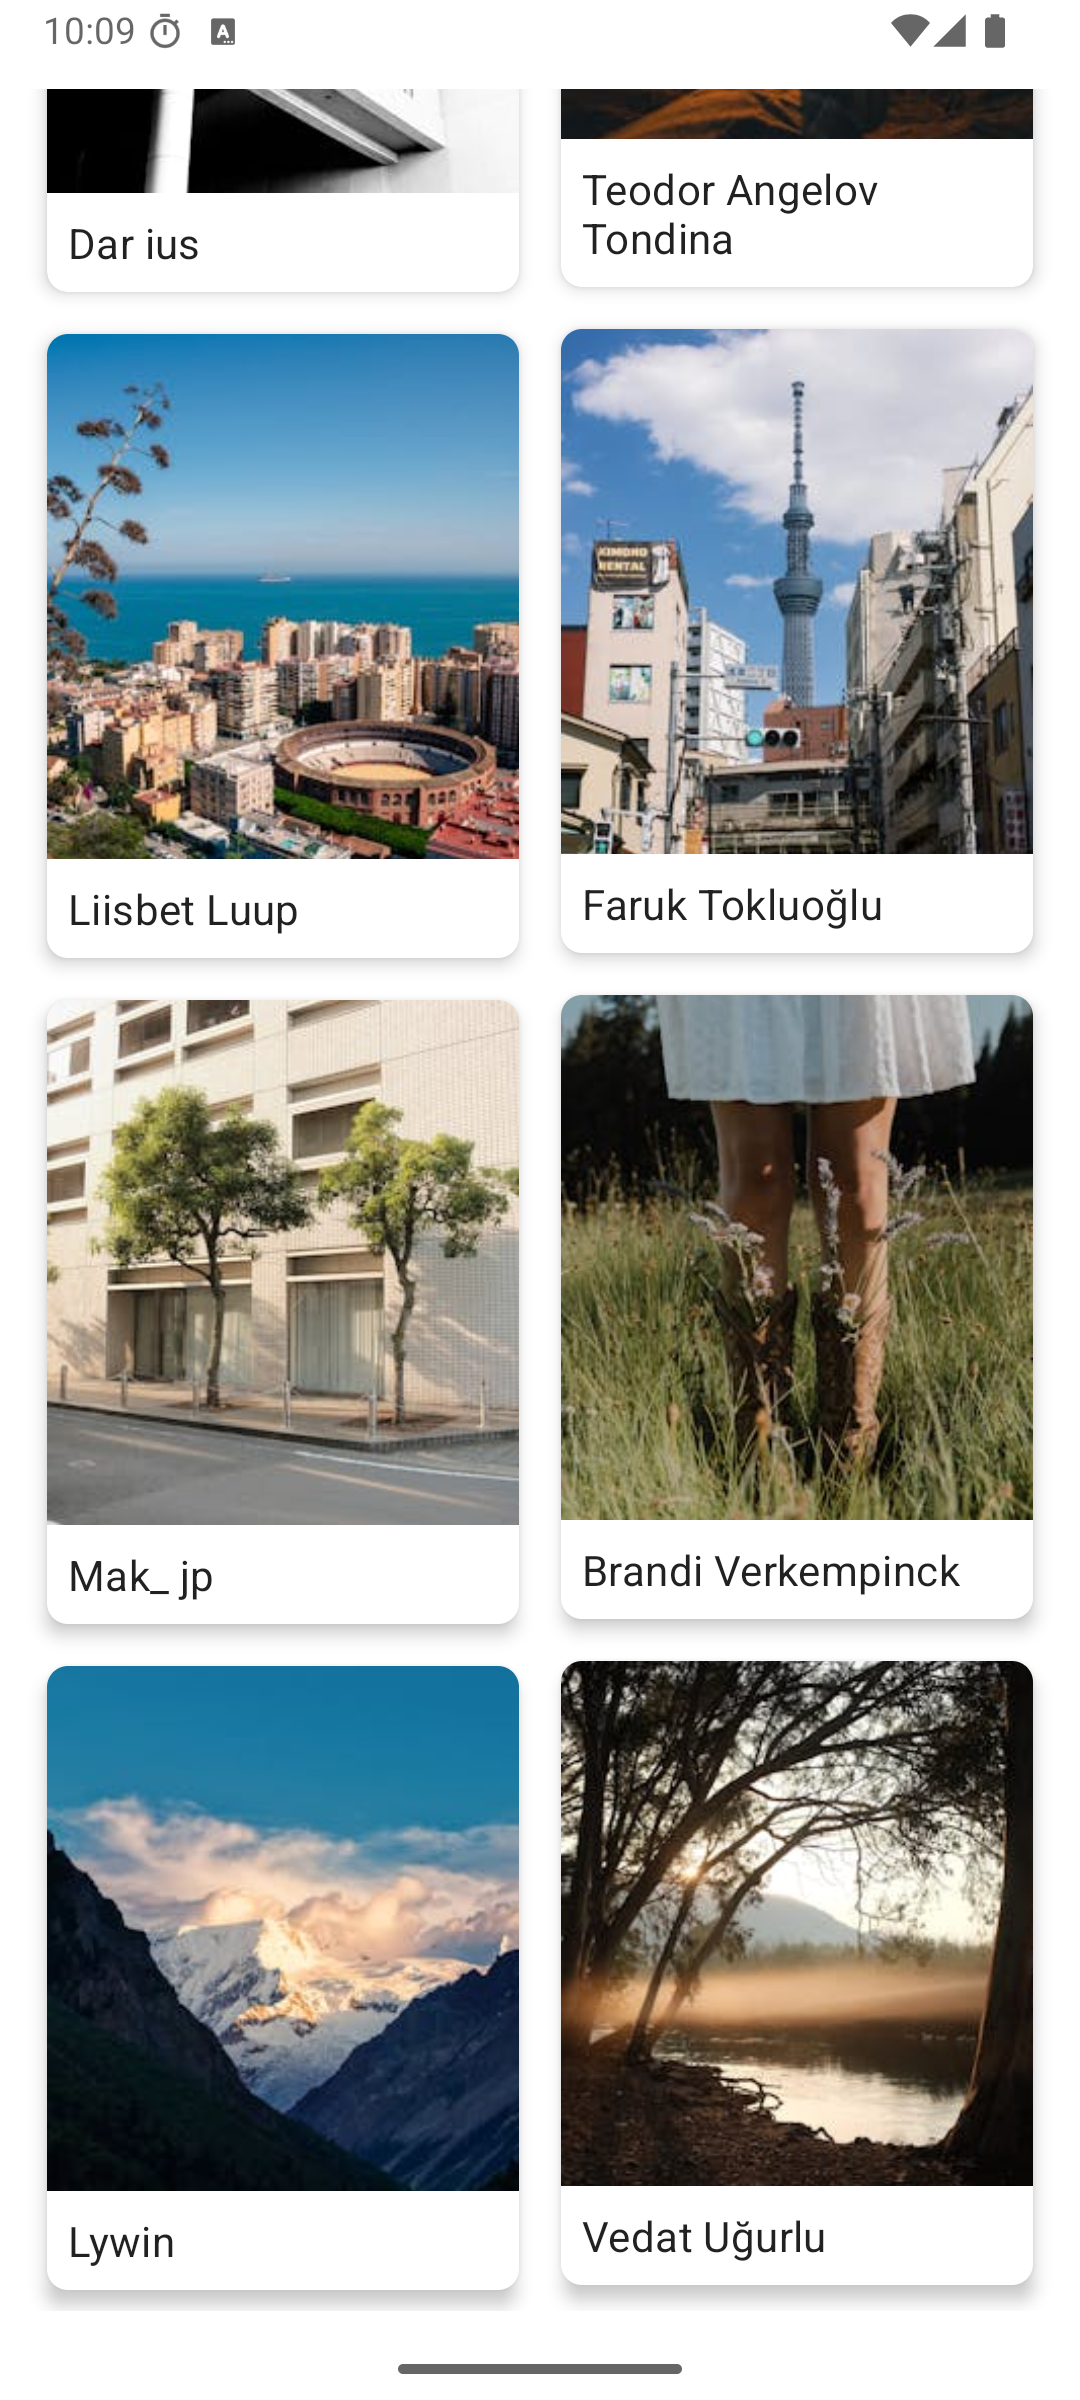 10:09
Dar ius
Teodor Angelov
Tondina
KIMONO
RENTAL
Liisbet Luup
Faruk Tokluoğlu
Mak_ jp
Brandi Verkempinck
Lywin
Vedat Uğurlu